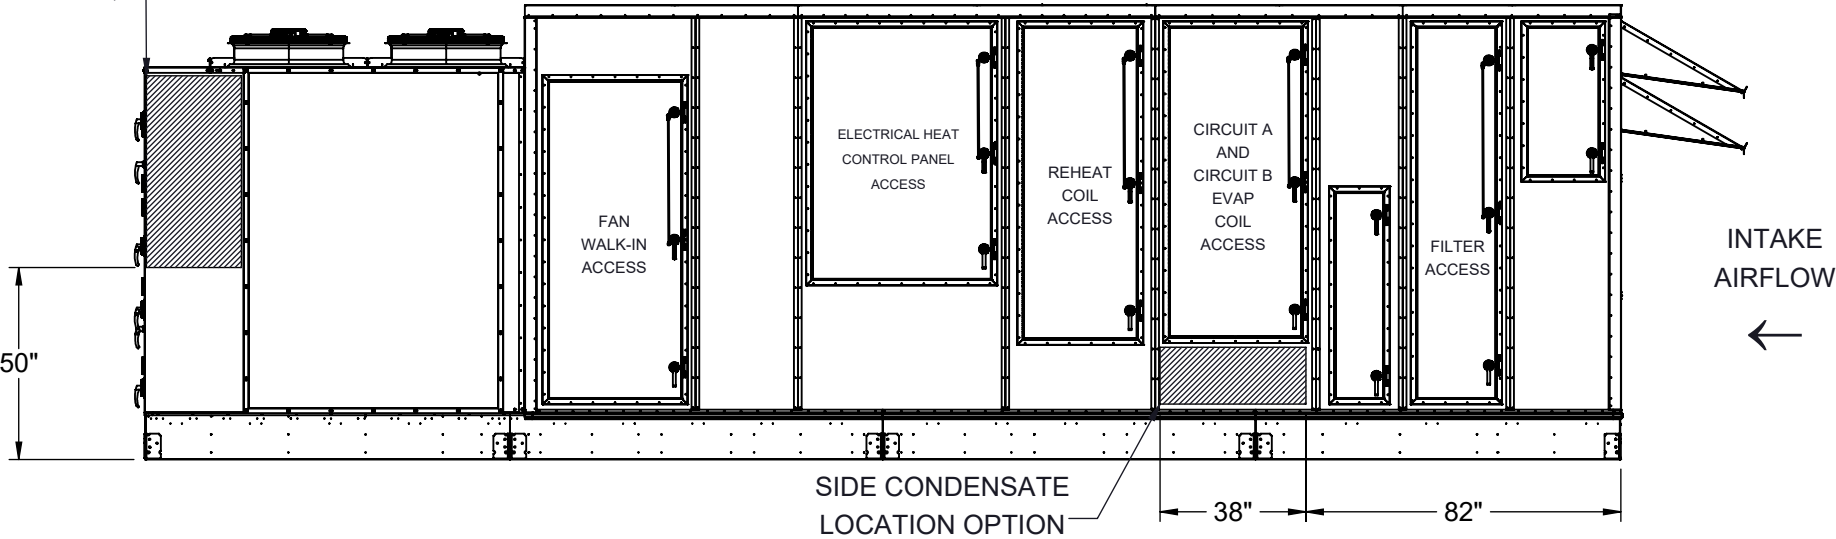 ELECTRICAL HEAT
CONTROL PANEL
ACCESS
CIRCUIT A
AND
CIRCUIT B
EVAP
COIL
ACCESS
REHEAT
COIL
ACCESS
FAN
WALK-IN
ACCESS
FILTER
ACCESS
INTAKE
AIRFLOW
50"
SIDE CONDENSATE
LOCATION OPTION
38"
82"